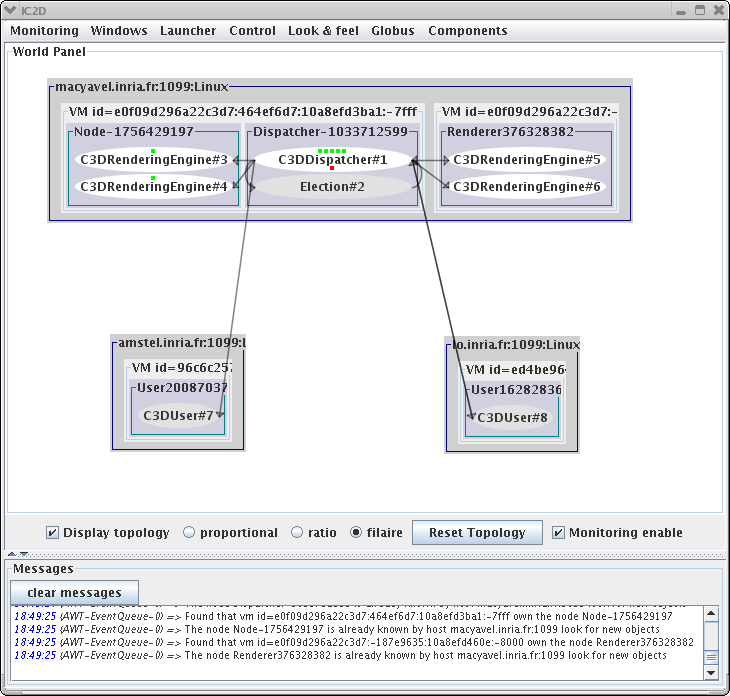 IC2D
Monitoring Windows Launcher Control Look & feel Globus Components
World Panel
macyavel.inria.fr:1099:Linux
VM id=e0f09d296a22c3d7:464ef6d7:10a8efd3ba1:-7fff
VM id=e0f09d296a22c3d7:-
Node-1756429197
Dispatcher-1033712599
Renderer376328382
C3DRenderingEngine#3
C3DDispatcher#1
C3DRenderingEngine#5
C3DRenderingEngine#4
Election#2
C3DRenderingEngine#6
amstel.inria.fr:1099:L
lo.inria.fr:1099:Linux
VM id=96c6c257
VM id=ed4be96
User20087037
User16282836
C3DUser#7
C3DUser#8
Display topology proportional ratio filaire Reset Topology Monitoring enable
Messages
clear messages
18:49:25 (AWT-EventQueue-0) => Found that vm id=e0f09d296a22c3d7:464ef6d7:10a8efd3ba1:-7fff own the node Node-1756429197
18:49:25 (AWT-EventQueue-0) => The node Node-1756429197 is already known by host macyavel.inria.fr:1099 look for new objects
18:49:25 (AWT-EventQueue-0) => Found that vm id=e0f09d296a22c3d7:-187e9635:10a8efd460e:-8000 own the node Renderer376328382
18:49:25 (AWT-EventQueue-0) => The node Renderer376328382 is already known by host macyavel.inria.fr:1099 look for new objects